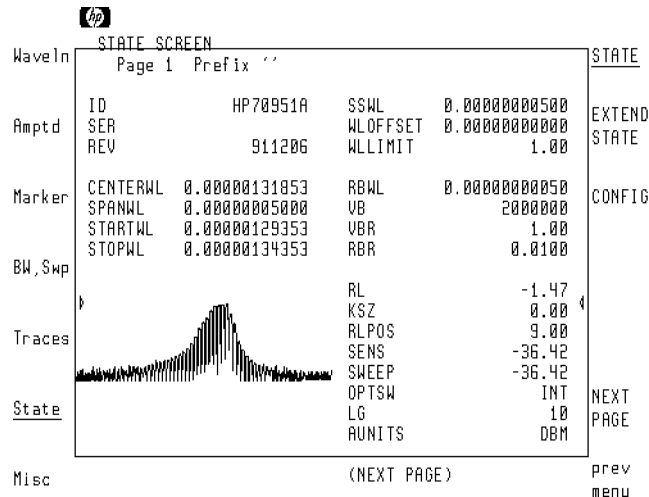 hp
STATE SCREEN
Page 1 Prefix ''
Waveln
Amptd
Marker
BW,Swp
Traces
State
Misc
ID HP70951A
SER
REV 911206
CENTERWL 0.00000131853
SPANWL 0.00000005000
STARTWL 0.00000129353
STOPWL 0.00000134353
SSWL 0.00000000500
WLOFFSET 0.00000000000
WLLIMIT 1.00
RBWL 0.00000000050
VB 2000000
VBR 1.00
RBR 0.0100
RL -1.47
KSZ 0.00
RLPOS 9.00
SENS -36.42
SWEEP -36.42
OPTSW INT
LG 10
AUNITS DBM
(NEXT PAGE)
STATE
EXTEND
STATE
CONFIG
NEXT
PAGE
prev
menu